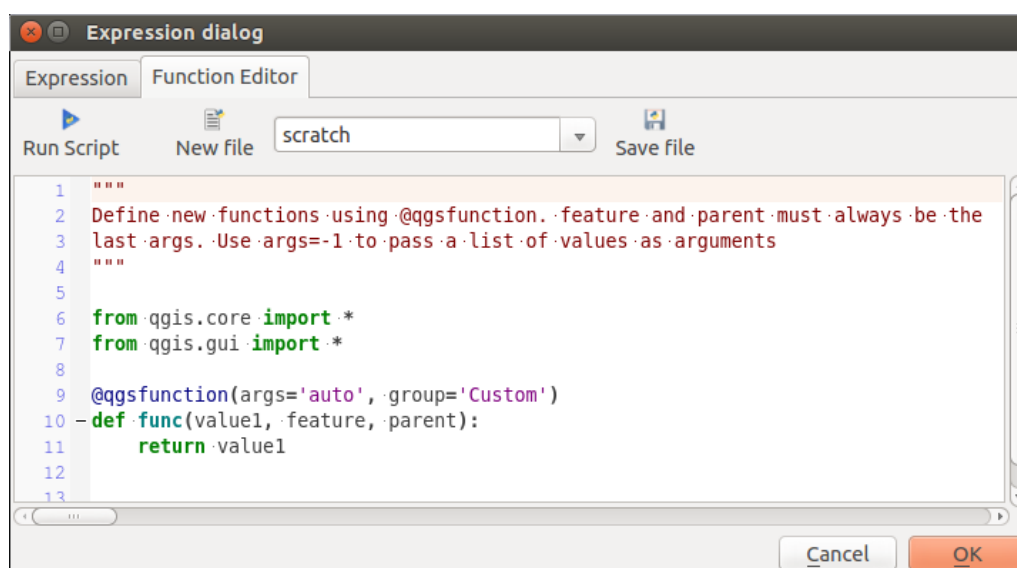 Expression dialog
Expression
Function Editor
Run Script
New file
scratch
Save file
1 """
2 Define new functions using @qgsfunction. feature and parent must always be the
3 last args. Use args=-1 to pass a list of values as arguments
4 """
5
6 from qgis.core import *
7 from qgis.gui import *
8
9 @qgsfunction(args='auto', group='Custom')
10 def func(value1, feature, parent):
11     return value1
12
13
Cancel
OK